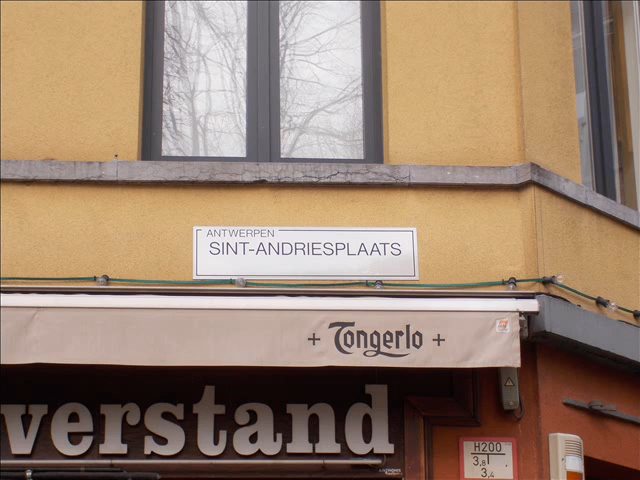 ANTWERPEN
SINT-ANDRIESPLAATS
+ Tongerlo +
verstand
H200
3,8
3,4